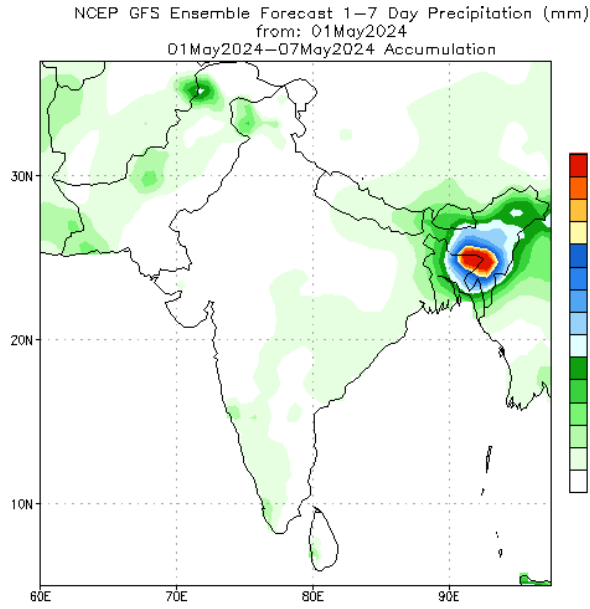 NCEP GFS Ensemble Forecast 1-7 Day Precipitation (mm)
from: 01May2024
01May2024-07May2024 Accumulation
30N
20N
10N
60E 70E 80E 90E